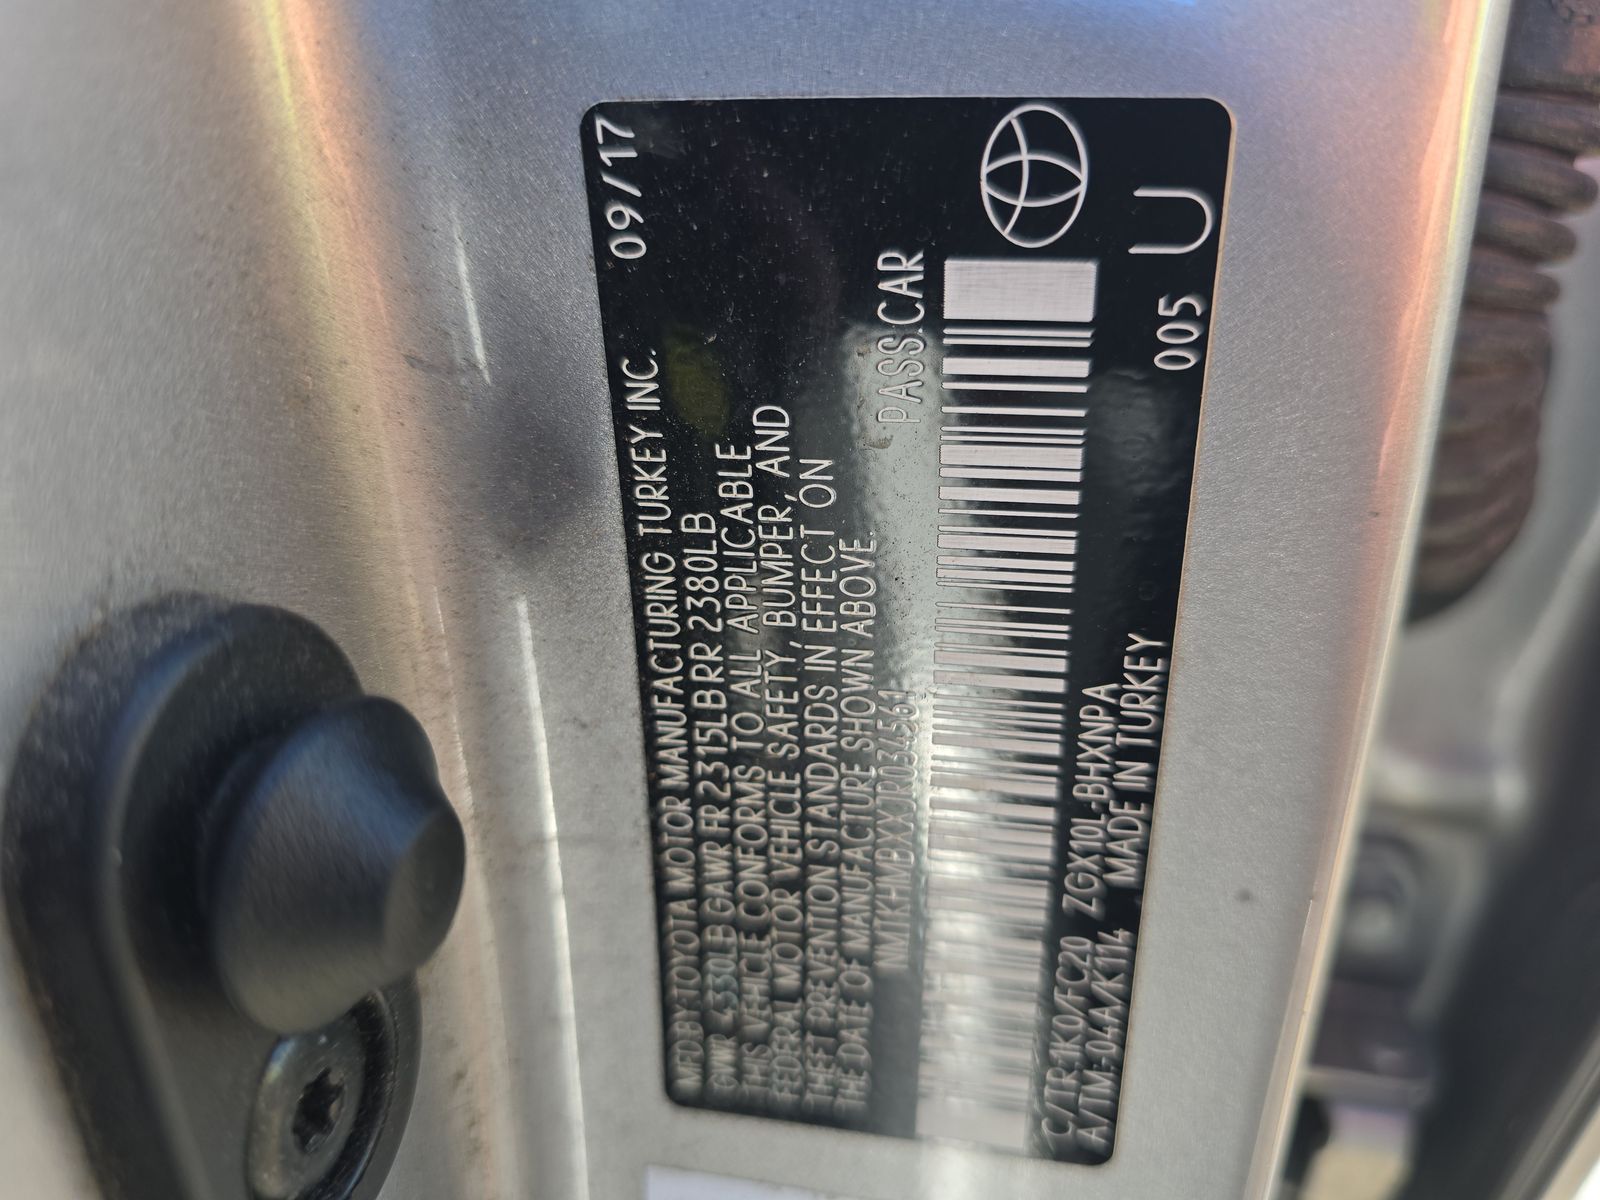 MFD BY: TOYOTA MOTOR MANUFACTURING TURKEY INC. 09/17
GVWR 4330LB GAWR FR 2315LB RR 2380LB
THIS VEHICLE CONFORMS TO ALL APPLICABLE
FEDERAL MOTOR VEHICLE SAFETY, BUMPER, AND
THEFT PREVENTION STANDARDS IN EFFECT ON
THE DATE OF MANUFACTURE SHOWN ABOVE.
NMTKHMBXXJR034561 PASS.CAR
C/TR:1K0/FC20 ZGX10L-BHXNPA
A/TM:-04A/K114 MADE IN TURKEY 005 U